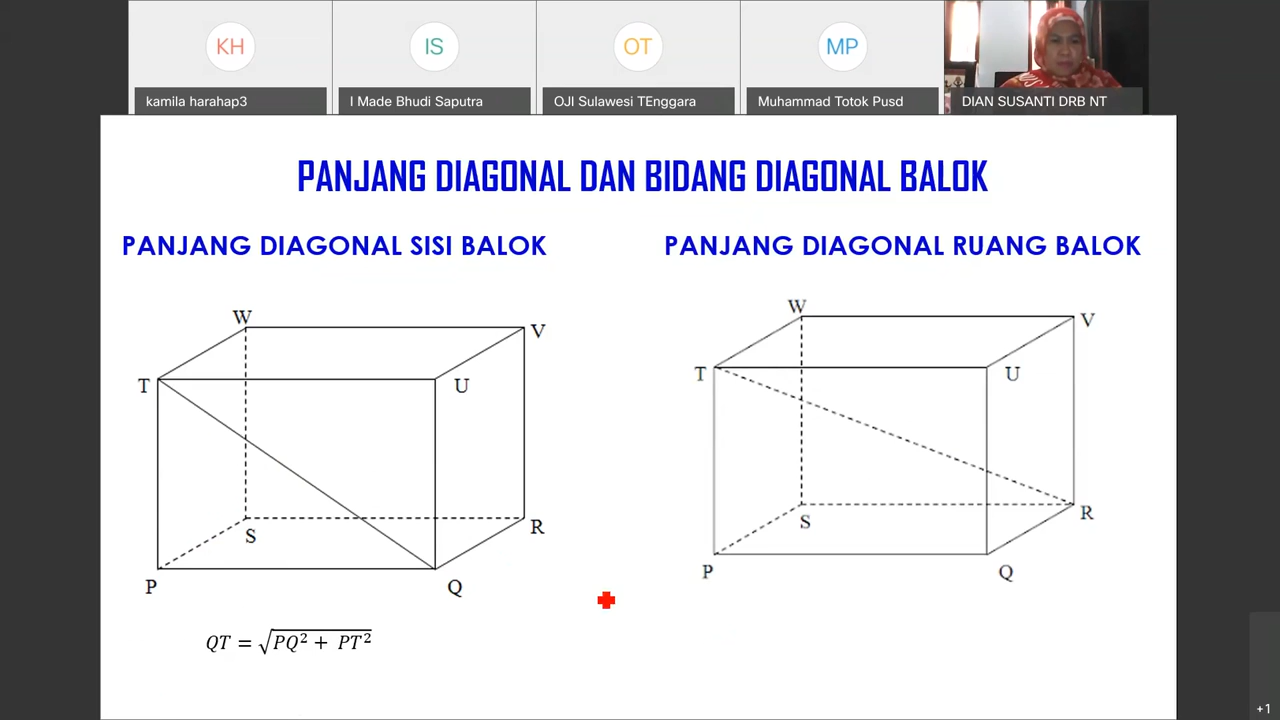 KH
IS
OT
MP
kamila harahap3
I Made Bhudi Saputra
OJI Sulawesi TEnggara
Muhammad Totok Pusd
DIAN SUSANTI DRB NT
PANJANG DIAGONAL DAN BIDANG DIAGONAL BALOK
PANJANG DIAGONAL SISI BALOK
PANJANG DIAGONAL RUANG BALOK
W
V
T
U
S
R
P
Q
QT = √(PQ² + PT²)
W
V
T
U
S
R
P
Q
+1